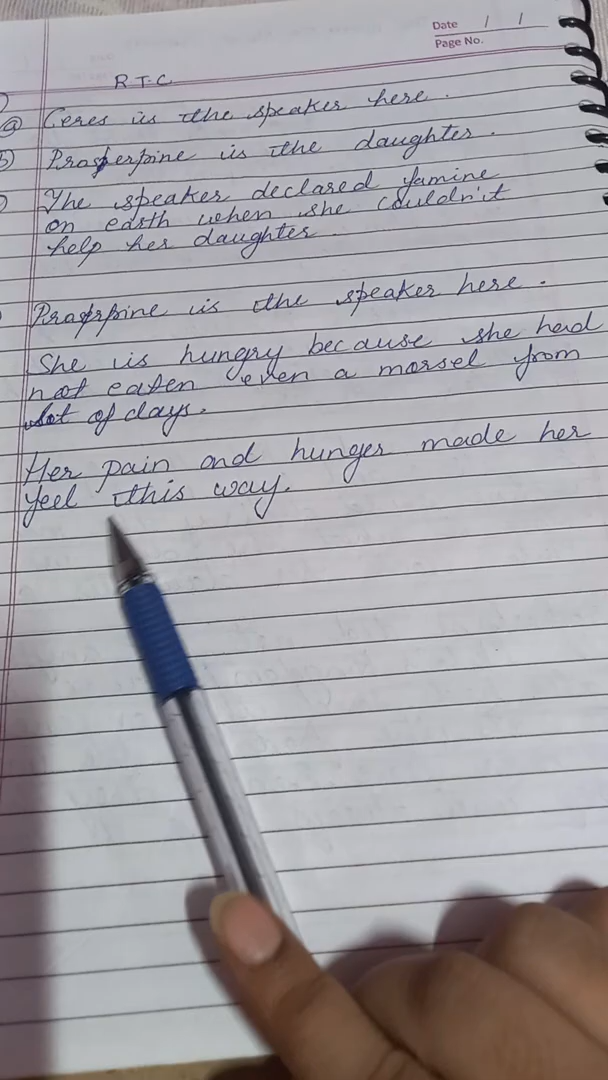 Date / /
Page No.
R.T.C
a) Ceres is the speaker here.
b) Prosperpine is the daughter.
The speaker declared famine
on earth when she couldn't
help her daughter.
Prosrpine is the speaker here.
She is hungry because she had
not eaten even a morsel from
lot of days.
Her pain and hunger made her
feel this way.